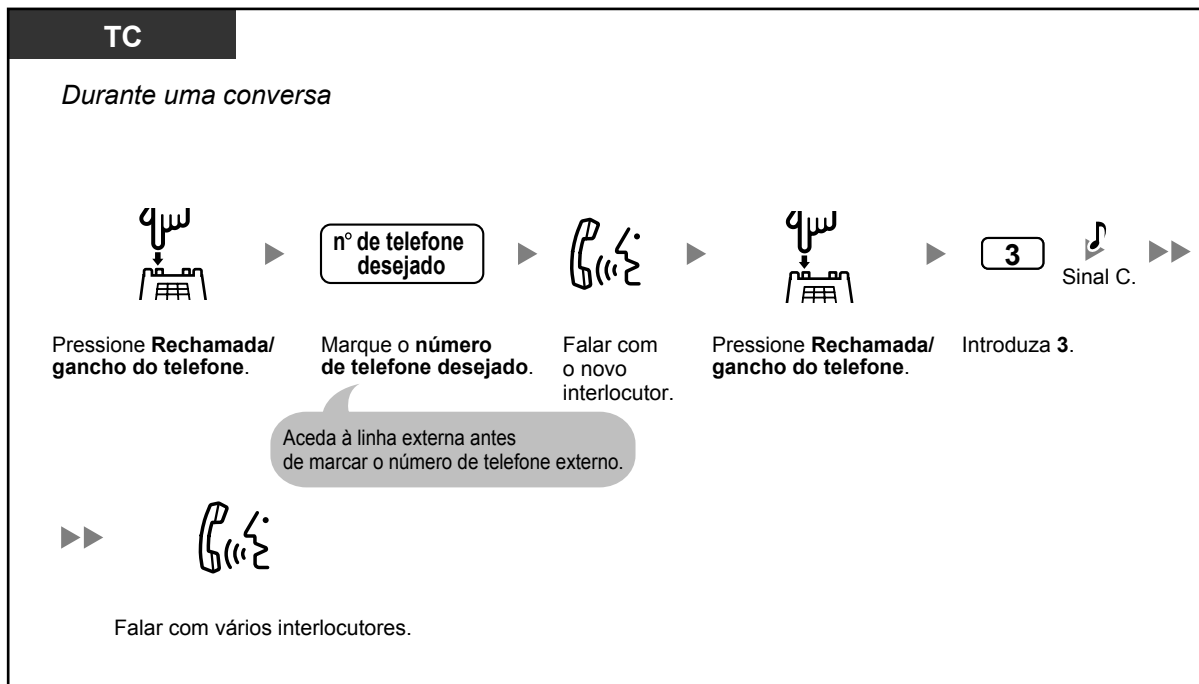 TC
Durante uma conversa
n° de telefone
desejado
3
Sinal C.
Pressione Rechamada/
gancho do telefone.
Marque o número
de telefone desejado.
Falar com
o novo
interlocutor.
Pressione Rechamada/
gancho do telefone.
Introduza 3.
Aceda à linha externa antes
de marcar o número de telefone externo.
Falar com vários interlocutores.